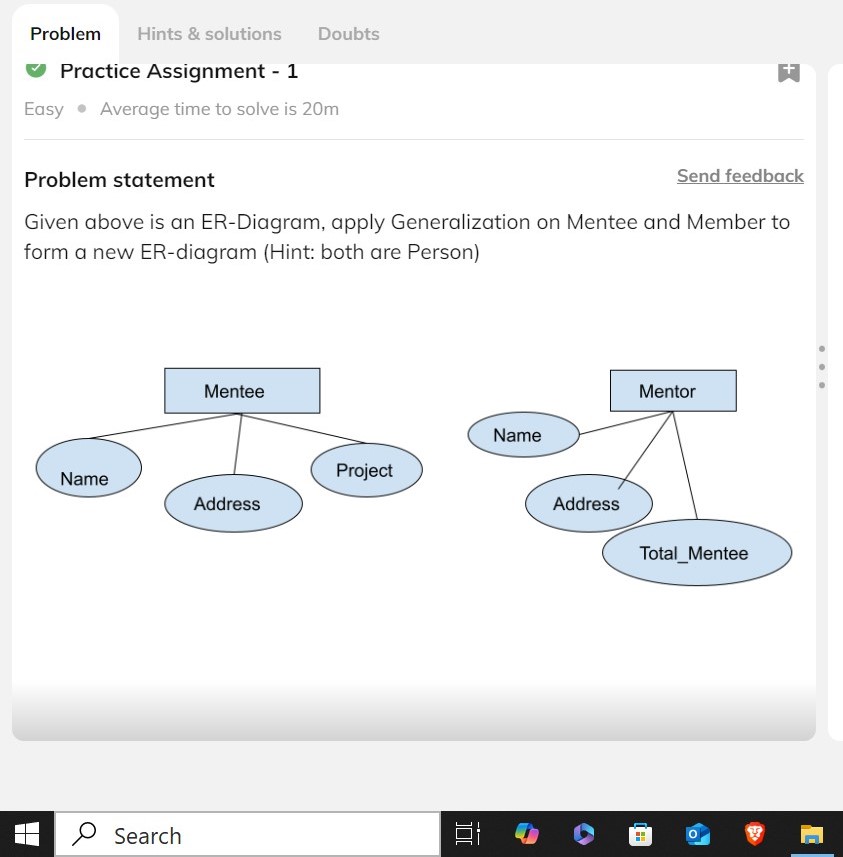 Problem
Hints & solutions
Doubts
Practice Assignment - 1
Easy
Average time to solve is 20m
Problem statement
Send feedback
Given above is an ER-Diagram, apply Generalization on Mentee and Member to
form a new ER-diagram (Hint: both are Person)
Mentee
Name
Address
Project
Mentor
Name
Address
Total_Mentee
Search